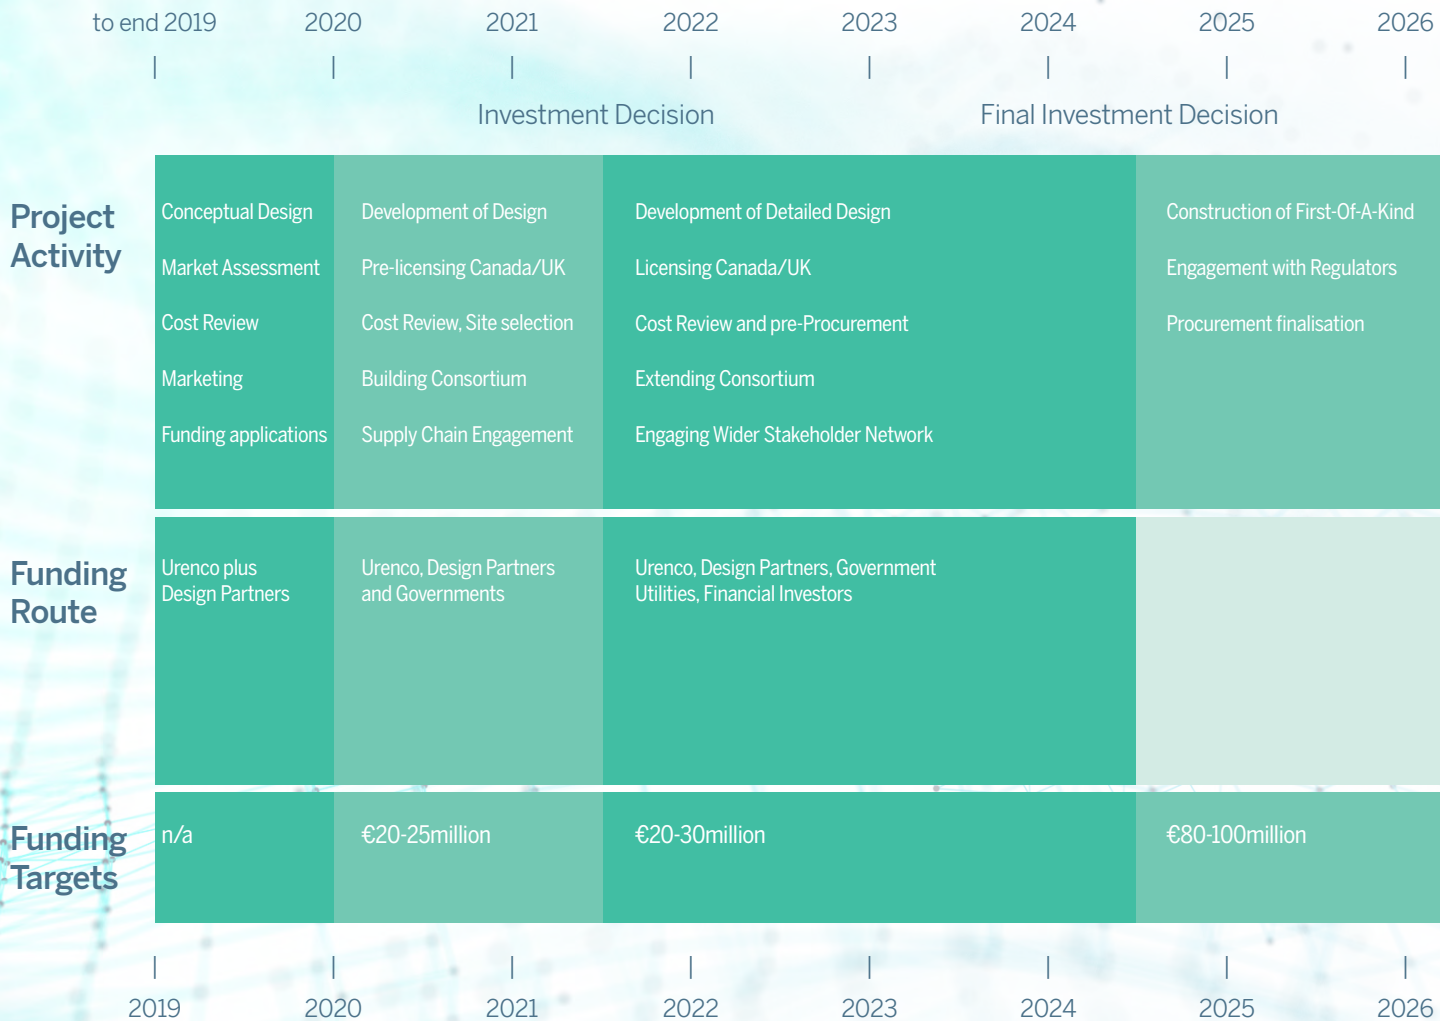 to end 2019 2020 2021 2022 2023 2024 2025 2026
Investment Decision Final Investment Decision
Project
Activity
Conceptual Design
Market Assessment
Cost Review
Marketing
Funding applications
Development of Design
Pre-licensing Canada/UK
Cost Review, Site selection
Building Consortium
Supply Chain Engagement
Development of Detailed Design
Licensing Canada/UK
Cost Review and pre-Procurement
Extending Consortium
Engaging Wider Stakeholder Network
Construction of First-Of-A-Kind
Engagement with Regulators
Procurement finalisation
Funding
Route
Urenco plus
Design Partners
Urenco, Design Partners
and Governments
Urenco, Design Partners, Government
Utilities, Financial Investors
Funding
Targets
n/a
€20-25million
€20-30million
€80-100million
2019 2020 2021 2022 2023 2024 2025 2026